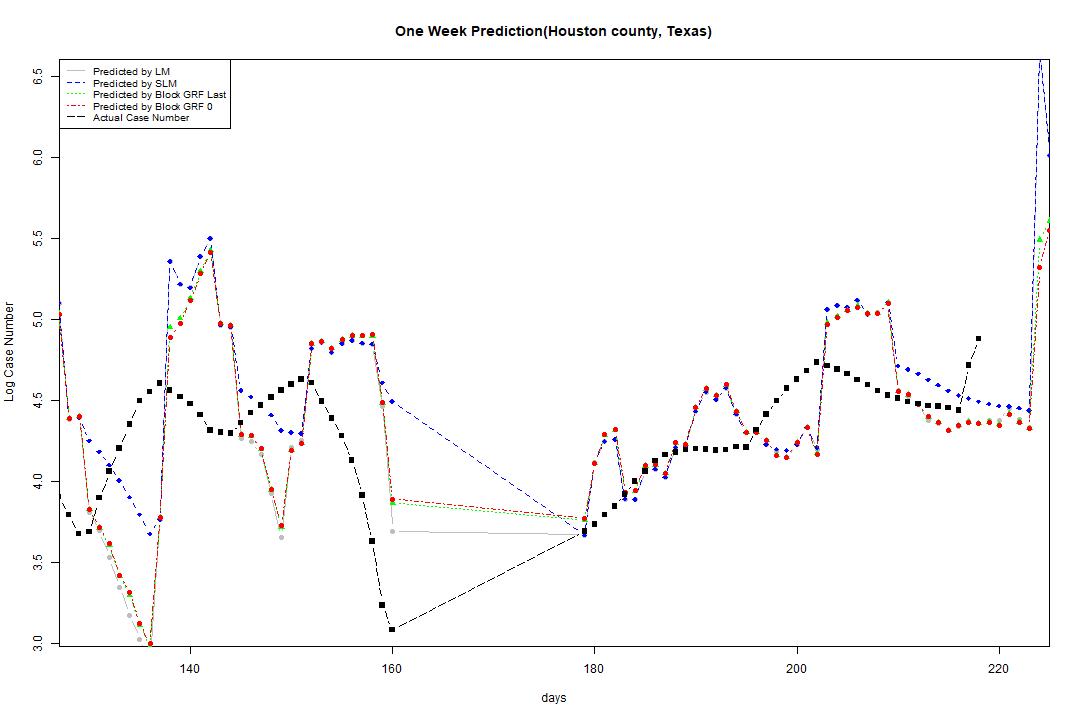 One Week Prediction(Houston county, Texas)
Predicted by LM
Predicted by SLM
Predicted by Block GRF Last
Predicted by Block GRF 0
Actual Case Number
6.5
6.0
5.5
5.0
4.5
4.0
3.5
3.0
Log Case Number
140 160 180 200 220
days